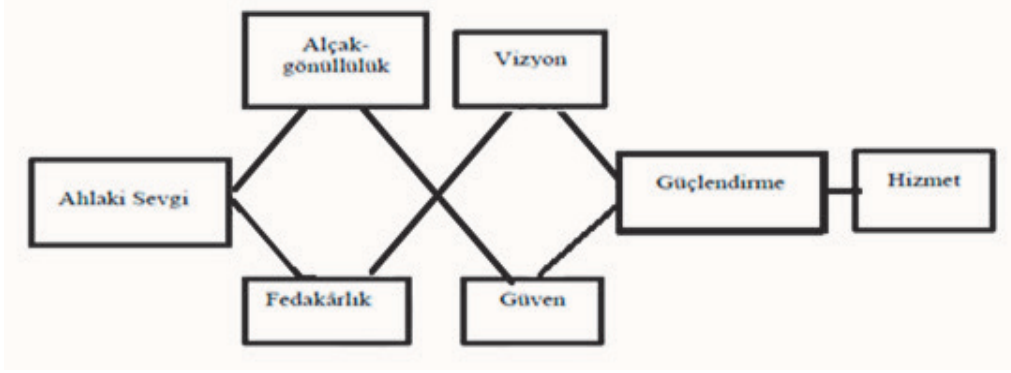 Alçak-
gönüllülük
Vizyon
Ahlaki Sevgi
Güçlendirme
Hizmet
Fedakârlık
Güven